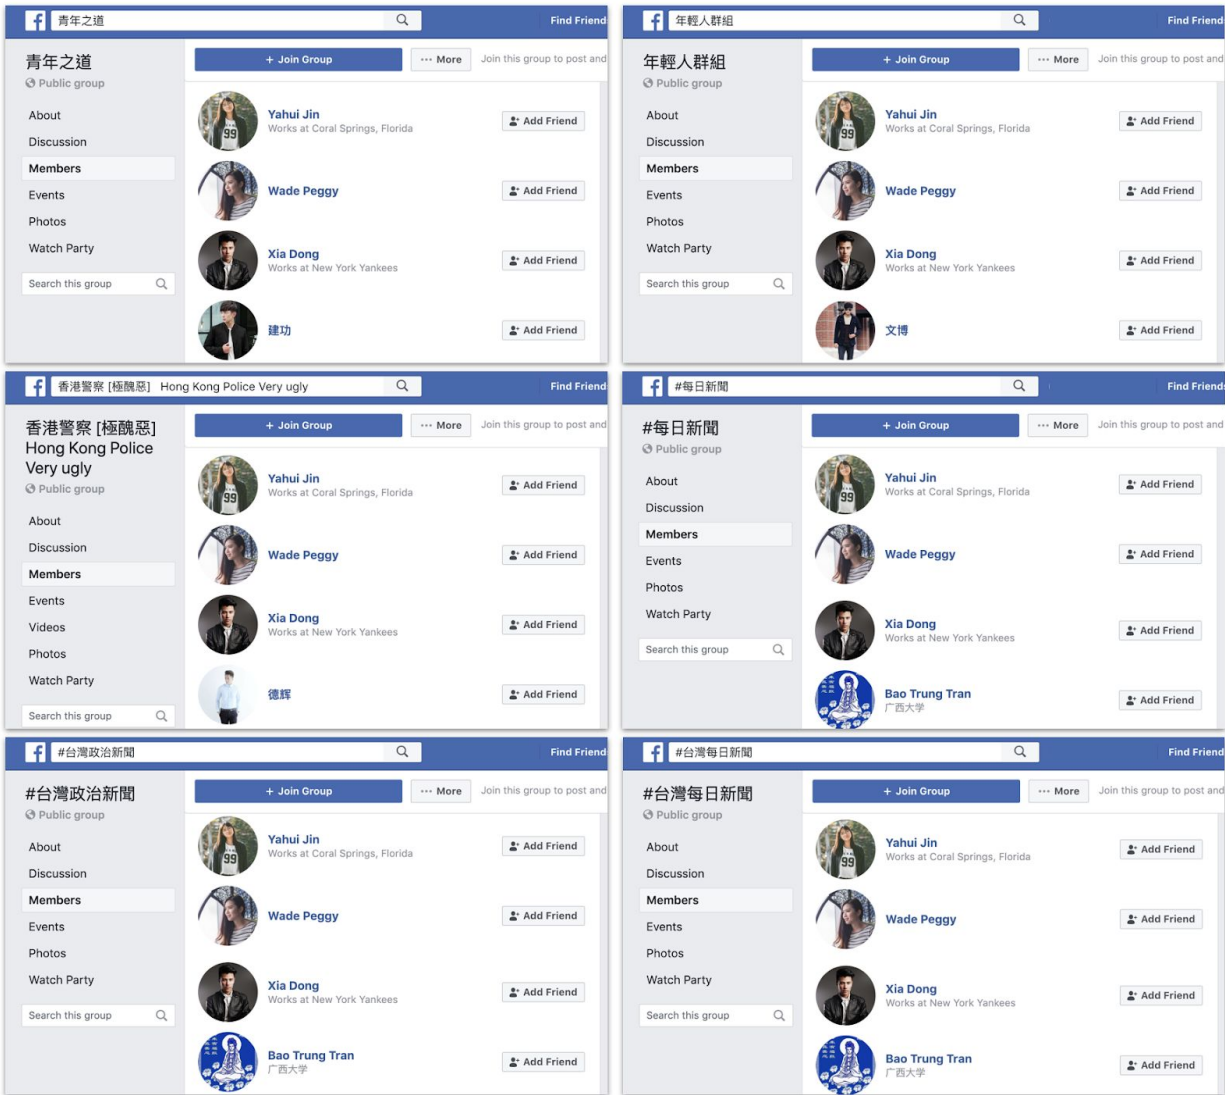 青年之道
Find Friends
青年之道
Public group
About
Discussion
Members
Events
Photos
Watch Party
Search this group
+ Join Group
··· More
Join this group to post and
Yahui Jin
Works at Coral Springs, Florida
Add Friend
99
Wade Peggy
Add Friend
Xia Dong
Works at New York Yankees
Add Friend
建功
Add Friend
年輕人群組
Find Friends
年輕人群組
Public group
About
Discussion
Members
Events
Photos
Watch Party
Search this group
+ Join Group
··· More
Join this group to post and
Yahui Jin
Works at Coral Springs, Florida
Add Friend
99
Wade Peggy
Add Friend
Xia Dong
Works at New York Yankees
Add Friend
文博
Add Friend
香港警察 [極醜惡] Hong Kong Police Very ugly
Find Friends
香港警察 [極醜惡]
Hong Kong Police
Very ugly
Public group
About
Discussion
Members
Events
Videos
Photos
Watch Party
Search this group
+ Join Group
··· More
Join this group to post and
Yahui Jin
Works at Coral Springs, Florida
Add Friend
99
Wade Peggy
Add Friend
Xia Dong
Works at New York Yankees
Add Friend
德辉
Add Friend
#每日新聞
Find Friends
#每日新聞
Public group
About
Discussion
Members
Events
Photos
Watch Party
Search this group
+ Join Group
··· More
Join this group to post and
Yahui Jin
Works at Coral Springs, Florida
Add Friend
99
Wade Peggy
Add Friend
Xia Dong
Works at New York Yankees
Add Friend
Bao Trung Tran
广西大学
Add Friend
#台灣政治新聞
Find Friends
#台灣政治新聞
Public group
About
Discussion
Members
Events
Photos
Watch Party
Search this group
+ Join Group
··· More
Join this group to post and
Yahui Jin
Works at Coral Springs, Florida
Add Friend
99
Wade Peggy
Add Friend
Xia Dong
Works at New York Yankees
Add Friend
Bao Trung Tran
广西大学
Add Friend
#台灣每日新聞
Find Friend
#台灣每日新聞
Public group
About
Discussion
Members
Events
Photos
Watch Party
Search this group
+ Join Group
··· More
Join this group to post and
Yahui Jin
Works at Coral Springs, Florida
Add Friend
99
Wade Peggy
Add Friend
Xia Dong
Works at New York Yankees
Add Friend
Bao Trung Tran
广西大学
Add Friend